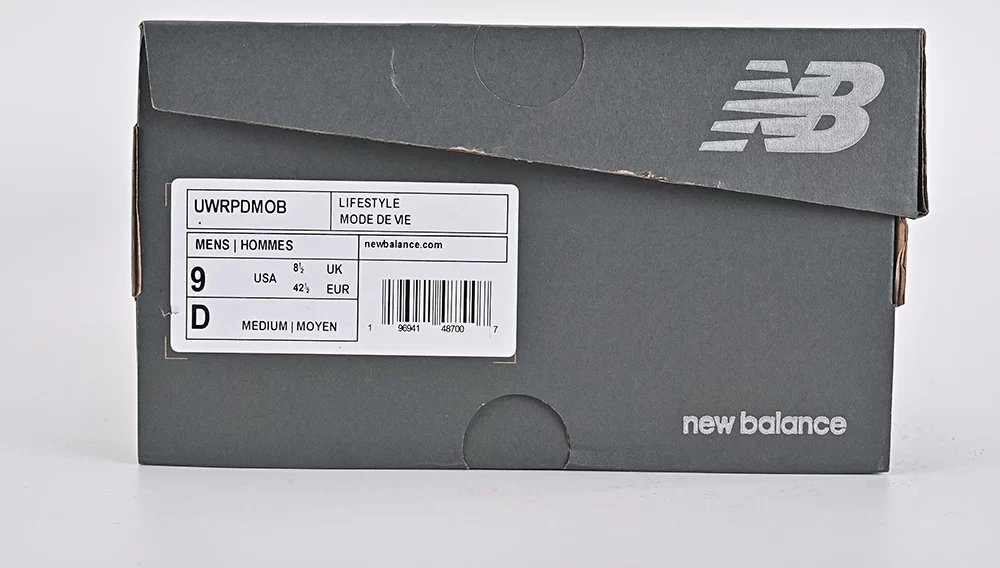 NB
UWRPDMOB
LIFESTYLE
MODE DE VIE
MENS | HOMMES
newbalance.com
9 USA 8½ UK
42½ EUR
D MEDIUM | MOYEN
1 96941 48700 7
new balance